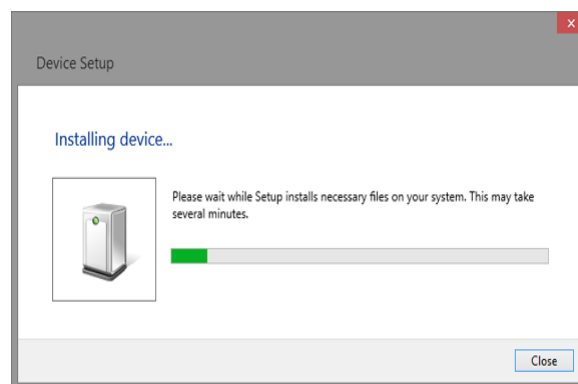 Device Setup
Installing device...
Please wait while Setup installs necessary files on your system. This may take
several minutes.
Close